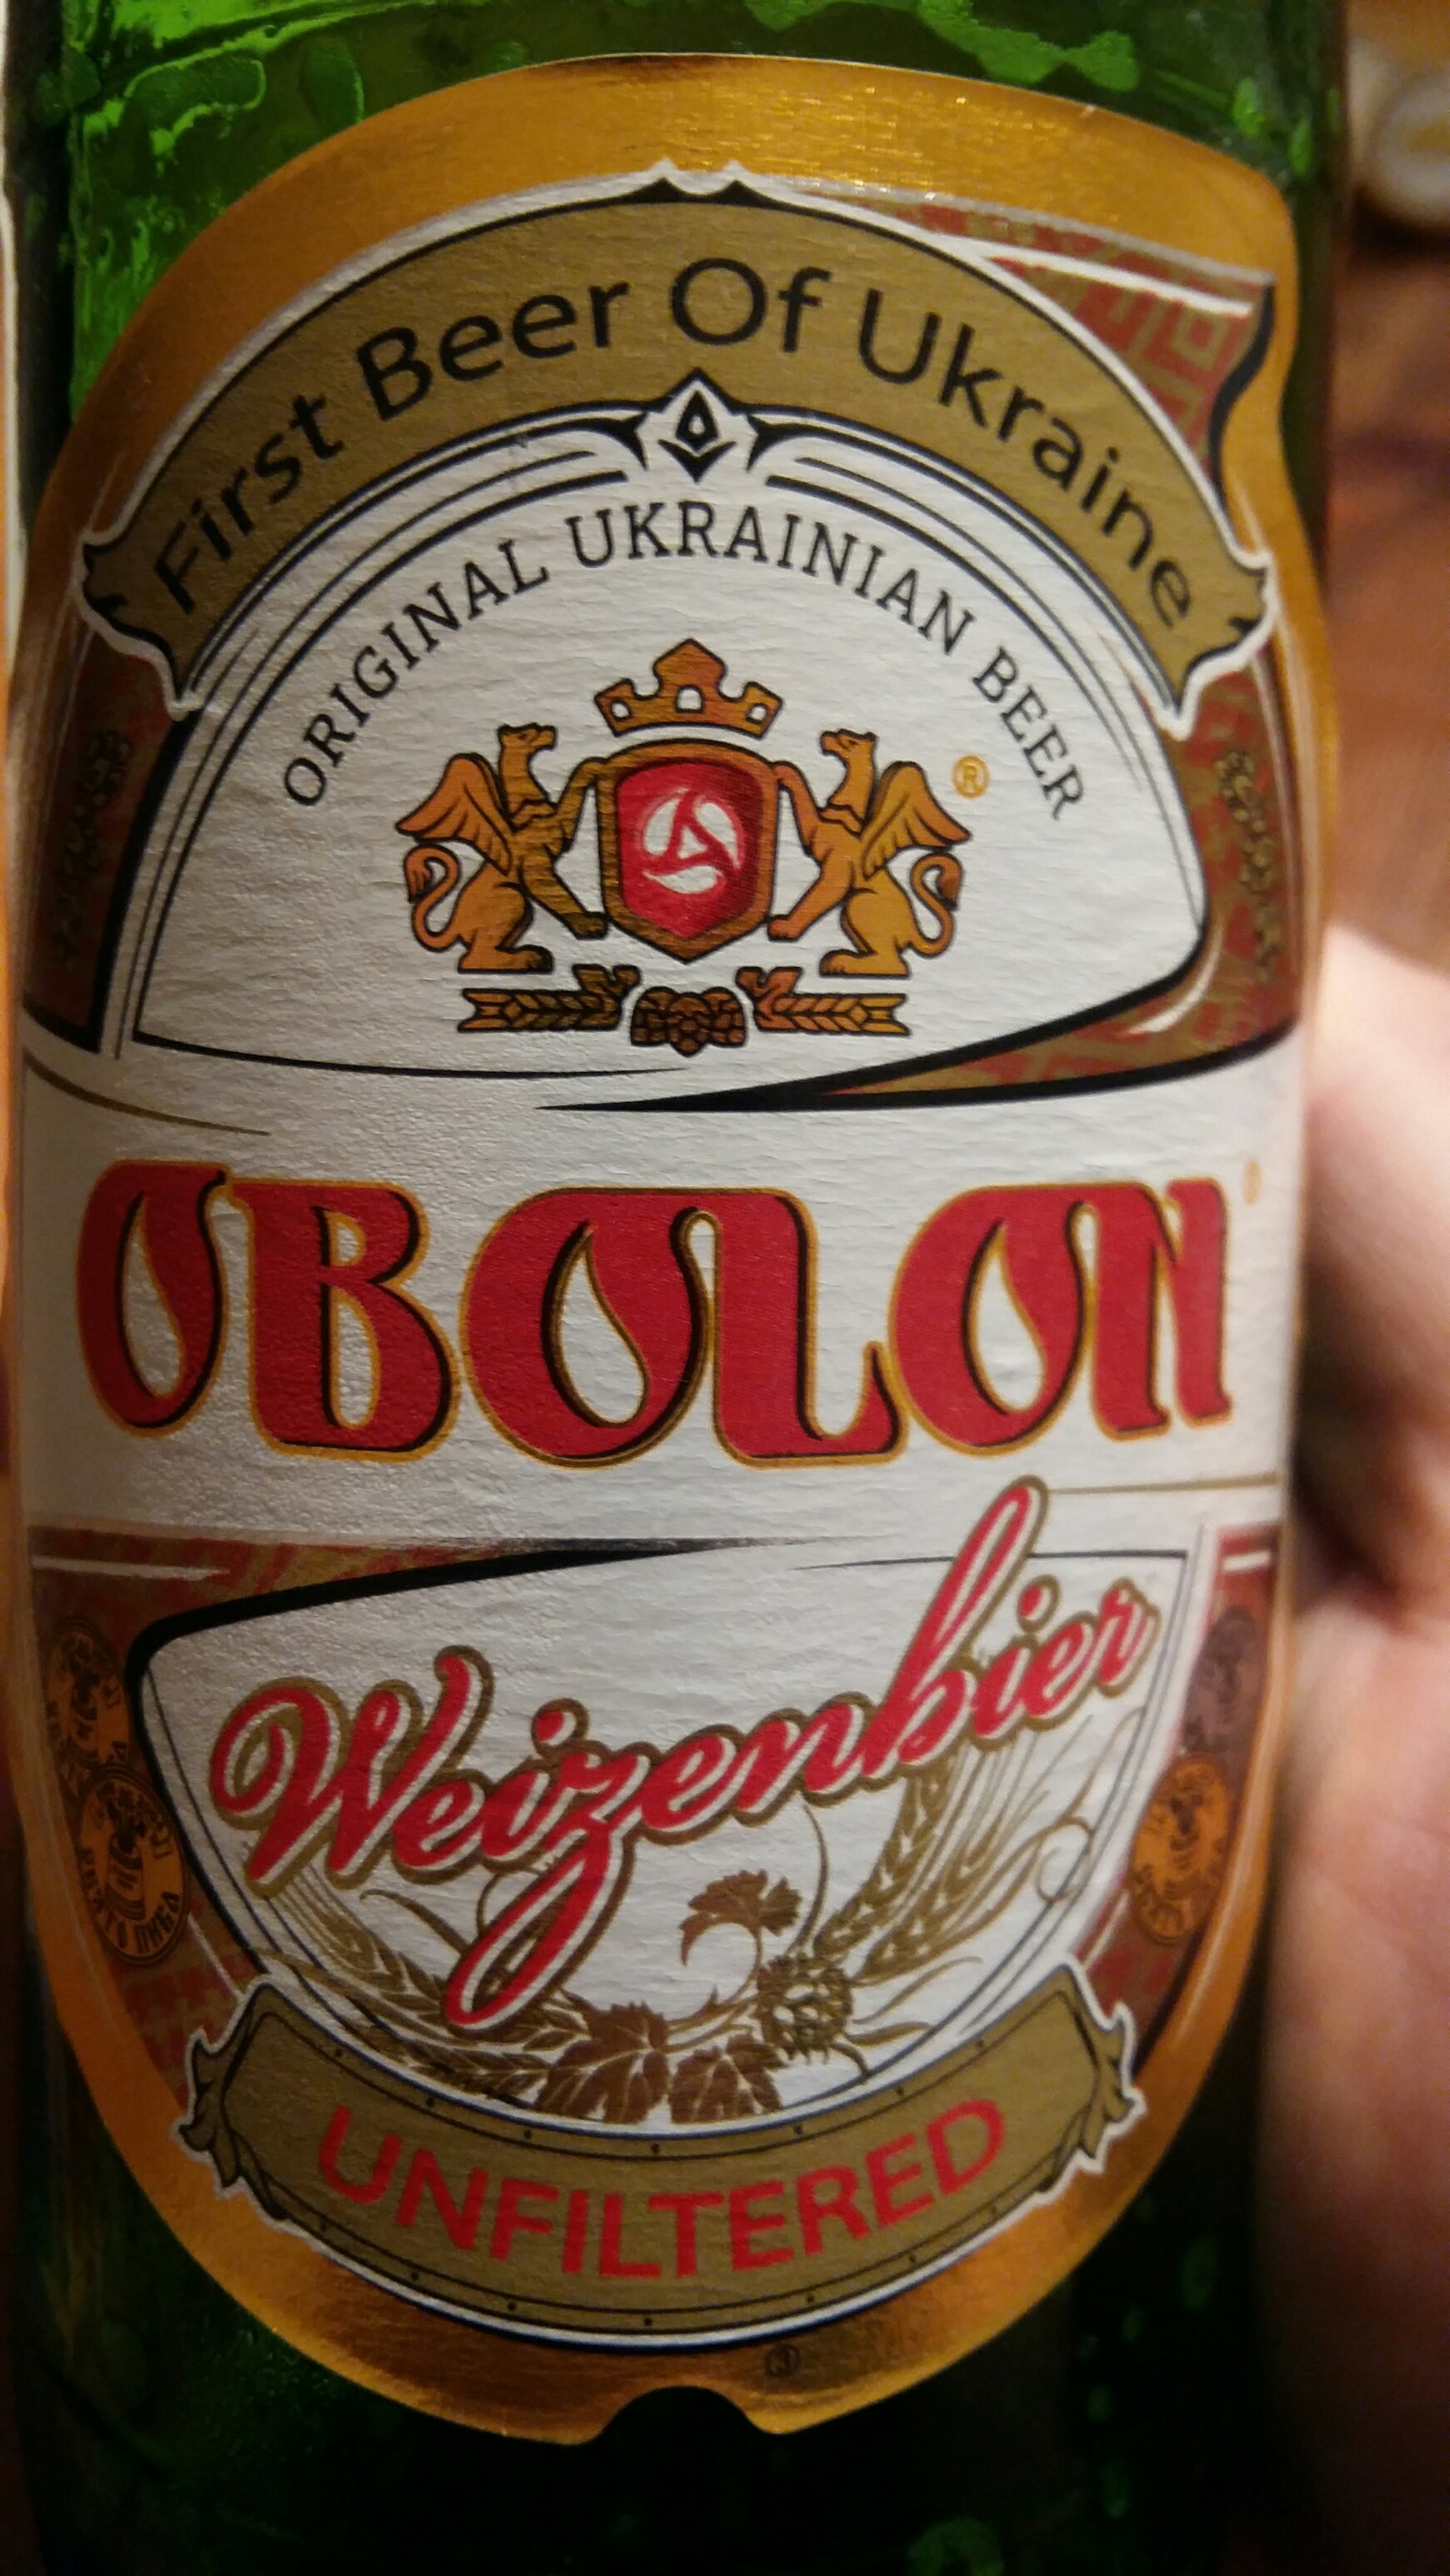 First Beer Of Ukraine
ORIGINAL UKRAINIAN BEER
®
OBOLON®
Weizenbier
UNFILTERED